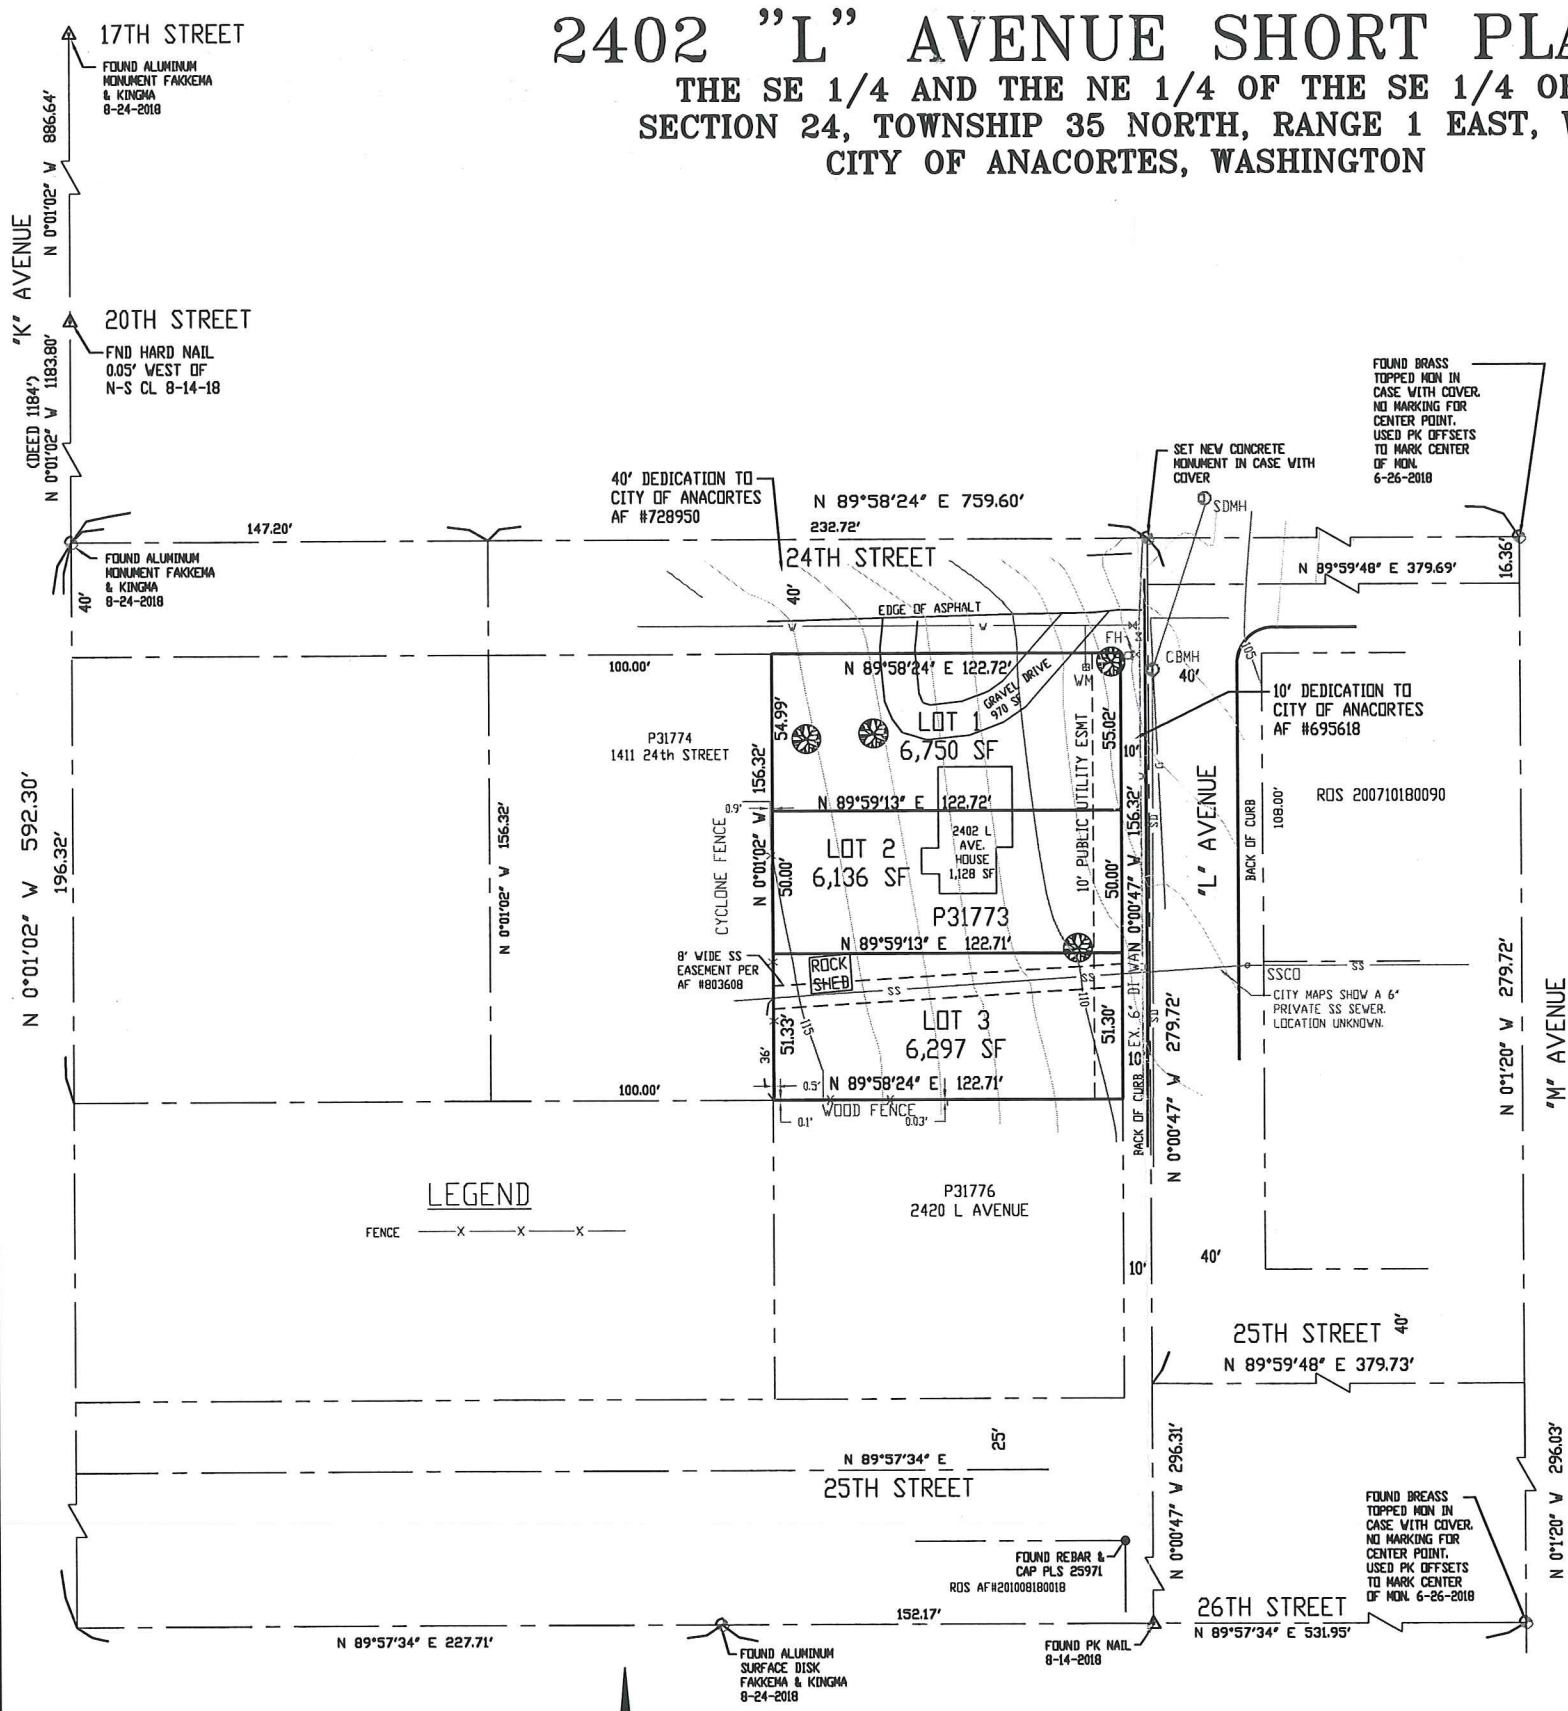 2402 "L" AVENUE SHORT PLA
THE SE 1/4 AND THE NE 1/4 OF THE SE 1/4 OF
SECTION 24, TOWNSHIP 35 NORTH, RANGE 1 EAST, W
CITY OF ANACORTES, WASHINGTON
17TH STREET
FOUND ALUMINUM
MONUMENT FAKKEMA
& KINGMA
8-24-2018
N 0°01'02" W 886.64'
"K" AVENUE
20TH STREET
FND HARD NAIL
0.05' WEST OF
N-S CL 8-14-18
(DEED 1184')
N 0°01'02" W 1183.80'
FOUND BRASS
TOPPED MON IN
CASE WITH COVER.
NO MARKING FOR
CENTER POINT.
USED PK OFFSETS
TO MARK CENTER
OF MON.
6-26-2018
SET NEW CONCRETE
MONUMENT IN CASE WITH
COVER
40' DEDICATION TO
CITY OF ANACORTES
AF #728950
N 89°58'24" E 759.60'
SDMH
147.20'
232.72'
24TH STREET
FOUND ALUMINUM
MONUMENT FAKKEMA
& KINGMA
8-24-2018
40'
40'
N 89°59'48" E 379.69'
16.36'
EDGE OF ASPHALT
W
W
FH
CBMH
40'
105
100.00'
N 89°58'24" E 122.72'
WM
GRAVEL DRIVE
970 SF
10' DEDICATION TO
CITY OF ANACORTES
AF #695618
P31774
1411 24th STREET
54.99'
LOT 1
6,750 SF
55.02'
10'
N 0°01'02" W 156.32'
0.9'
N 89°59'13" E 122.72'
10' PUBLIC UTILITY ESMT
"L" AVENUE
BACK OF CURB
108.00'
ROS 200710180090
N 0°01'02" W 592.30'
196.32'
N 0°01'02" W 156.32'
CYCLONE FENCE
50.00'
LOT 2
6,136 SF
2402 L
AVE.
HOUSE
1,128 SF
50.00'
N 0°00'47" W 156.32'
SD
P31773
N 89°59'13" E 122.71'
8' WIDE SS
EASEMENT PER
AF #803608
ROCK
SHED
SS
SS
SSCO
SS
CITY MAPS SHOW A 6"
PRIVATE SS SEWER.
LOCATION UNKNOWN.
51.33'
115
LOT 3
6,297 SF
110
51.30'
EX. 6" DI WAN
SD
10'
N 0°00'47" W 279.72'
N 0°1'20" W 279.72'
"M" AVENUE
36'
0.5'
N 89°58'24" E 122.71'
100.00'
WOOD FENCE
0.1'
0.03'
BACK OF CURB
LEGEND
FENCE X X X
P31776
2420 L AVENUE
10'
40'
25TH STREET
40'
N 89°59'48" E 379.73'
25'
N 89°57'34" E
25TH STREET
N 0°00'47" W 296.31'
N 0°1'20" W 296.03'
FOUND BREASS
TOPPED MON IN
CASE WITH COVER.
NO MARKING FOR
CENTER POINT.
USED PK OFFSETS
TO MARK CENTER
OF MON. 6-26-2018
FOUND REBAR &
CAP PLS 25971
ROS AF#201008180018
152.17'
26TH STREET
N 89°57'34" E 531.95'
N 89°57'34" E 227.71'
FOUND ALUMINUM
SURFACE DISK
FAKKEMA & KINGMA
8-24-2018
FOUND PK NAIL
8-14-2018